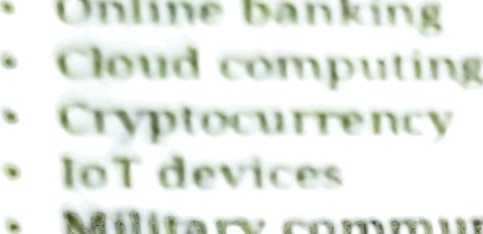 • Online banking
• Cloud computing
• Cryptocurrency
• IoT devices
• Military